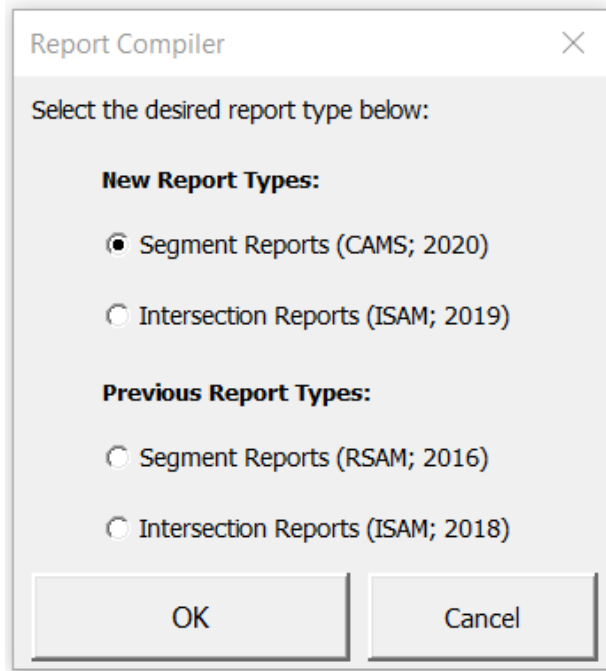 Report Compiler
Select the desired report type below:
New Report Types:
Segment Reports (CAMS; 2020)
Intersection Reports (ISAM; 2019)
Previous Report Types:
Segment Reports (RSAM; 2016)
Intersection Reports (ISAM; 2018)
OK Cancel